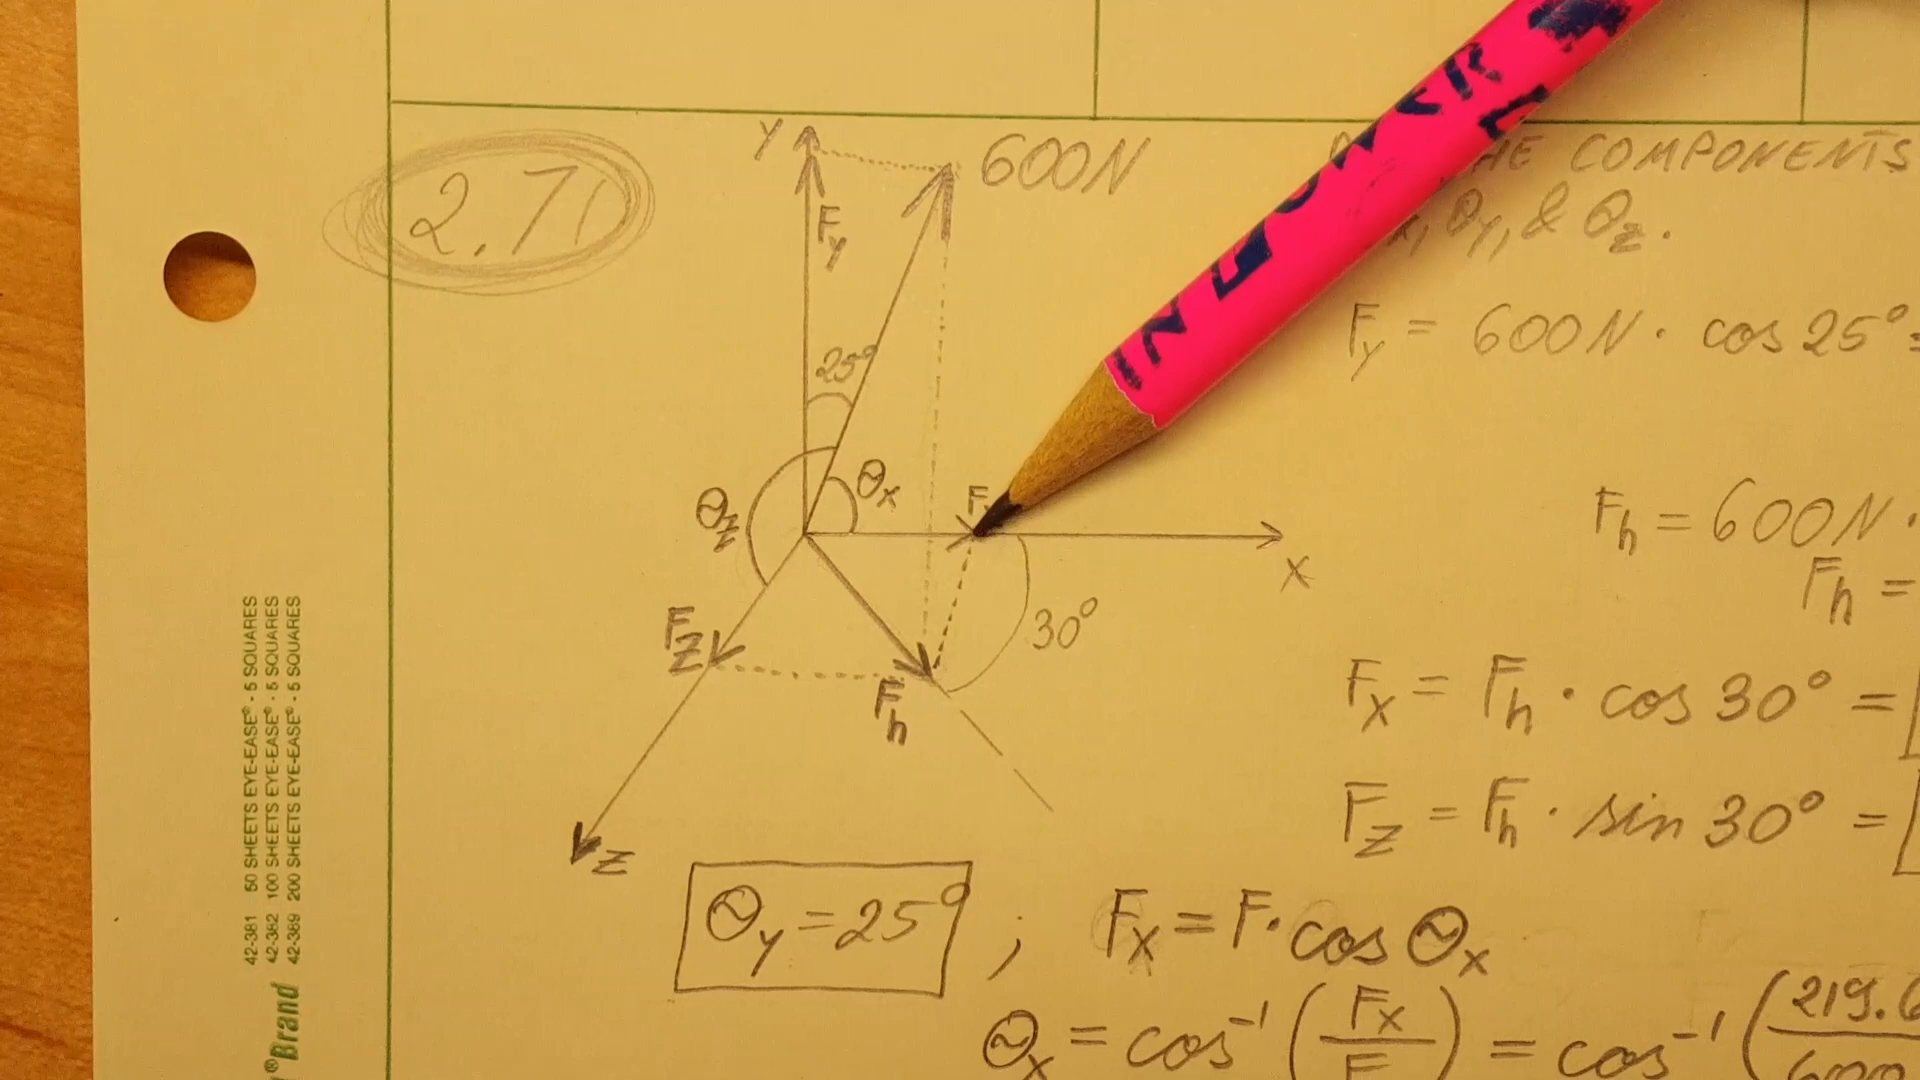 2.71
Y
600N
HE COMPONENTS
x, θy, & θz.
Fy
Fy = 600N · cos 25° =
25°
θx
θz
F
Fh = 600N ·
X
Fh =
30°
Fz
Fh
Fx = Fh · cos 30° =
Fz = Fh · sin 30° =
z
θy = 25° ; Fx = F · cos θx
θx = cos⁻¹ (Fx/F) = cos⁻¹ (219.6/600
42-381 50 SHEETS EYE-EASE® - 5 SQUARES
42-382 100 SHEETS EYE-EASE® - 5 SQUARES
42-389 200 SHEETS EYE-EASE® - 5 SQUARES
®Brand